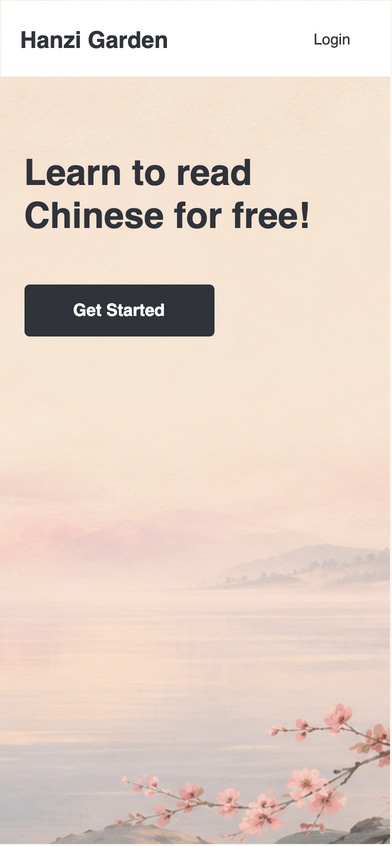 Hanzi Garden
Login
Learn to read
Chinese for free!
Get Started